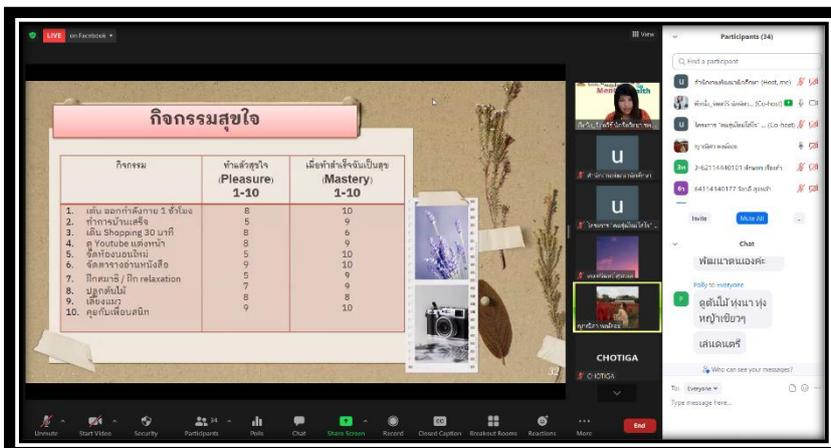 LIVE on Facebook
View
กิจกรรมสุขใจ
กิจกรรม
ทำแล้วสุขใจ
(Pleasure)
1-10
เมื่อทำสำเร็จฉันเป็นสุข
(Mastery)
1-10
1. เต้น ออกกำลังกาย 1 ชั่วโมง 8 10
2. ทำการบ้านเสร็จ 5 9
3. เดิน Shopping 30 นาที 8 6
4. ดู Youtube แต่งหน้า 8 9
5. จัดห้องนอนใหม่ 5 10
6. จัดตารางอ่านหนังสือ 9 10
7. ฝึกสมาธิ / ฝึก relaxation 5 9
8. ปลูกต้นไม้ 7 9
9. เลี้ยงแมว 8 8
10. คุยกับเพื่อนสนิท 9 10
32
u
u
CHOTIGA
CHOTIGA
Participants (34)
Find a participant
(Host, me)
(Co-host)
(Co-host)
Invite
Mute All
Chat
พัฒนาตนเองค่ะ
Polly to Everyone
P
ดูต้นไม้ ทุ่งนา ทุ่ง
หญ้าเขียวๆ
เล่นดนตรี
Who can see your messages?
To: Everyone
Type message here...
Unmute
Start Video
Security
Participants
34
Polls
Chat
Share Screen
Record
Closed Caption
Breakout Rooms
Reactions
More
End